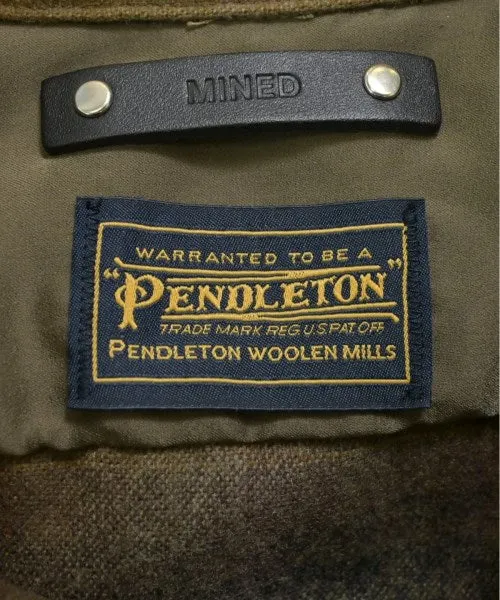 MINED
WARRANTED TO BE A
"PENDLETON"
TRADE MARK REG. U.S. PAT. OFF.
PENDLETON WOOLEN MILLS